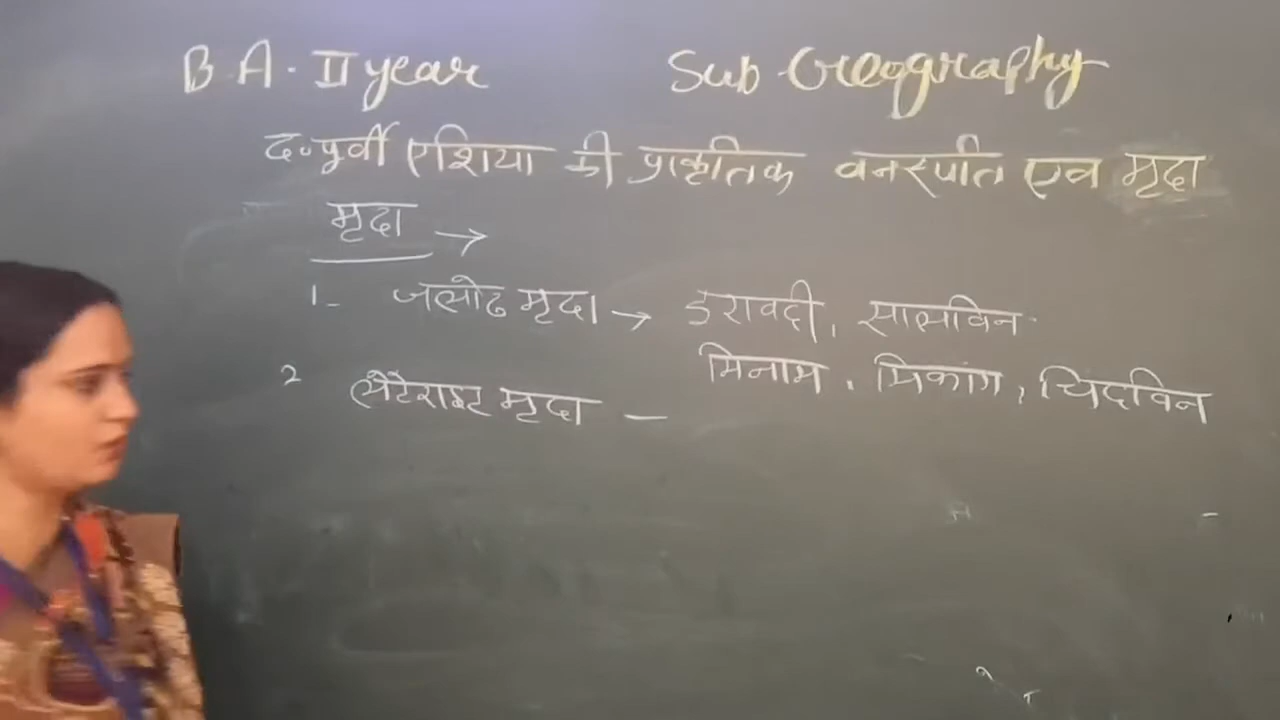 B.A. II year Sub Geography
द॰पूर्वी एशिया की प्राकृतिक वनस्पति एवं मृदा
मृदा →
1- जलोढ मृदा → इरावदी, सालविन
मिनाम, मिकांग, चिंदविन
2 लैटेराइट मृदा —